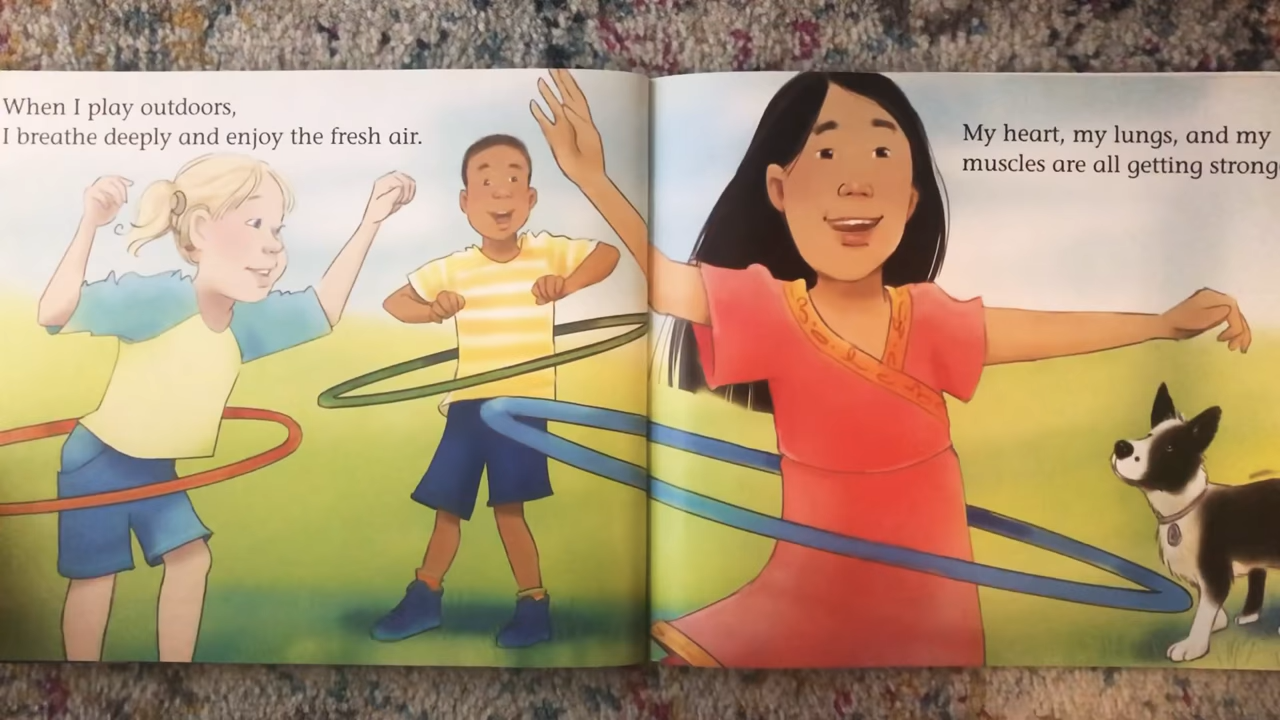 When I play outdoors,
I breathe deeply and enjoy the fresh air.
My heart, my lungs, and my
muscles are all getting strong